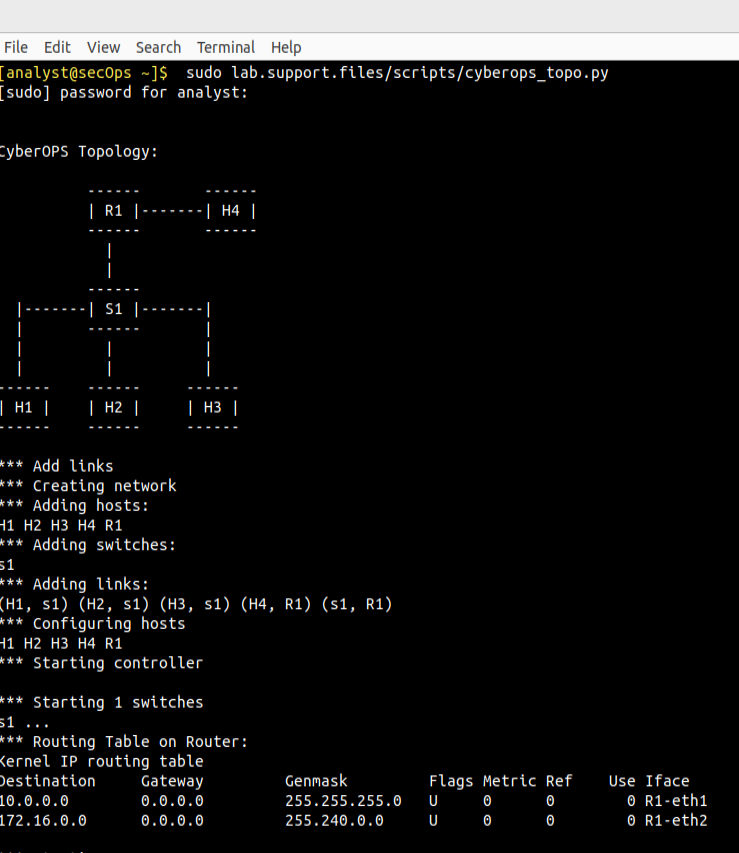 File Edit View Search Terminal Help
[analyst@secOps ~]$  sudo lab.support.files/scripts/cyberops_topo.py
[sudo] password for analyst:
CyberOPS Topology:
          ------       ------
          | R1 |-------| H4 |
          ------       ------
            |
            |
          ------
  |-------| S1 |-------|
  |       ------       |
  |         |          |
  |         |          |
------    ------     ------
| H1 |    | H2 |     | H3 |
------    ------     ------
*** Add links
*** Creating network
*** Adding hosts:
H1 H2 H3 H4 R1
*** Adding switches:
s1
*** Adding links:
(H1, s1) (H2, s1) (H3, s1) (H4, R1) (s1, R1)
*** Configuring hosts
H1 H2 H3 H4 R1
*** Starting controller
*** Starting 1 switches
s1 ...
*** Routing Table on Router:
Kernel IP routing table
Destination     Gateway         Genmask         Flags Metric Ref    Use Iface
10.0.0.0        0.0.0.0         255.255.255.0   U     0      0        0 R1-eth1
172.16.0.0      0.0.0.0         255.240.0.0     U     0      0        0 R1-eth2